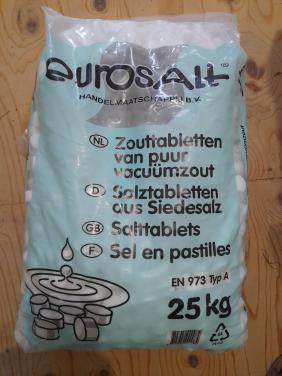 eurosalt®
HANDELMAATSCHAPPIJ B.V.
NL Zouttabletten
van puur
vacuümzout
D Salztabletten
aus Siedesalz
GB Salttablets
F Sel en pastilles
EN 973 Typ A
25 kg